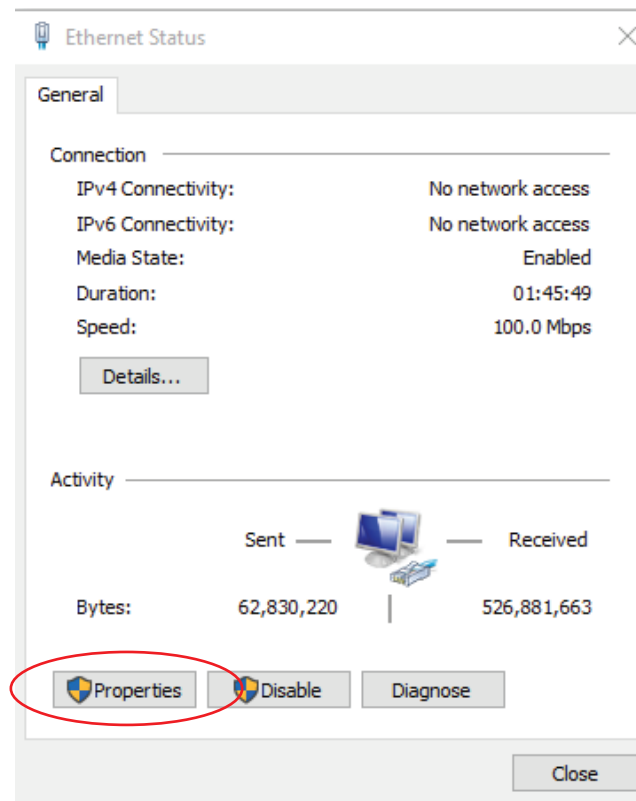 Ethernet Status
General
Connection
IPv4 Connectivity: No network access
IPv6 Connectivity: No network access
Media State: Enabled
Duration: 01:45:49
Speed: 100.0 Mbps
Details...
Activity
Sent Received
Bytes: 62,830,220 526,881,663
Properties Disable Diagnose
Close